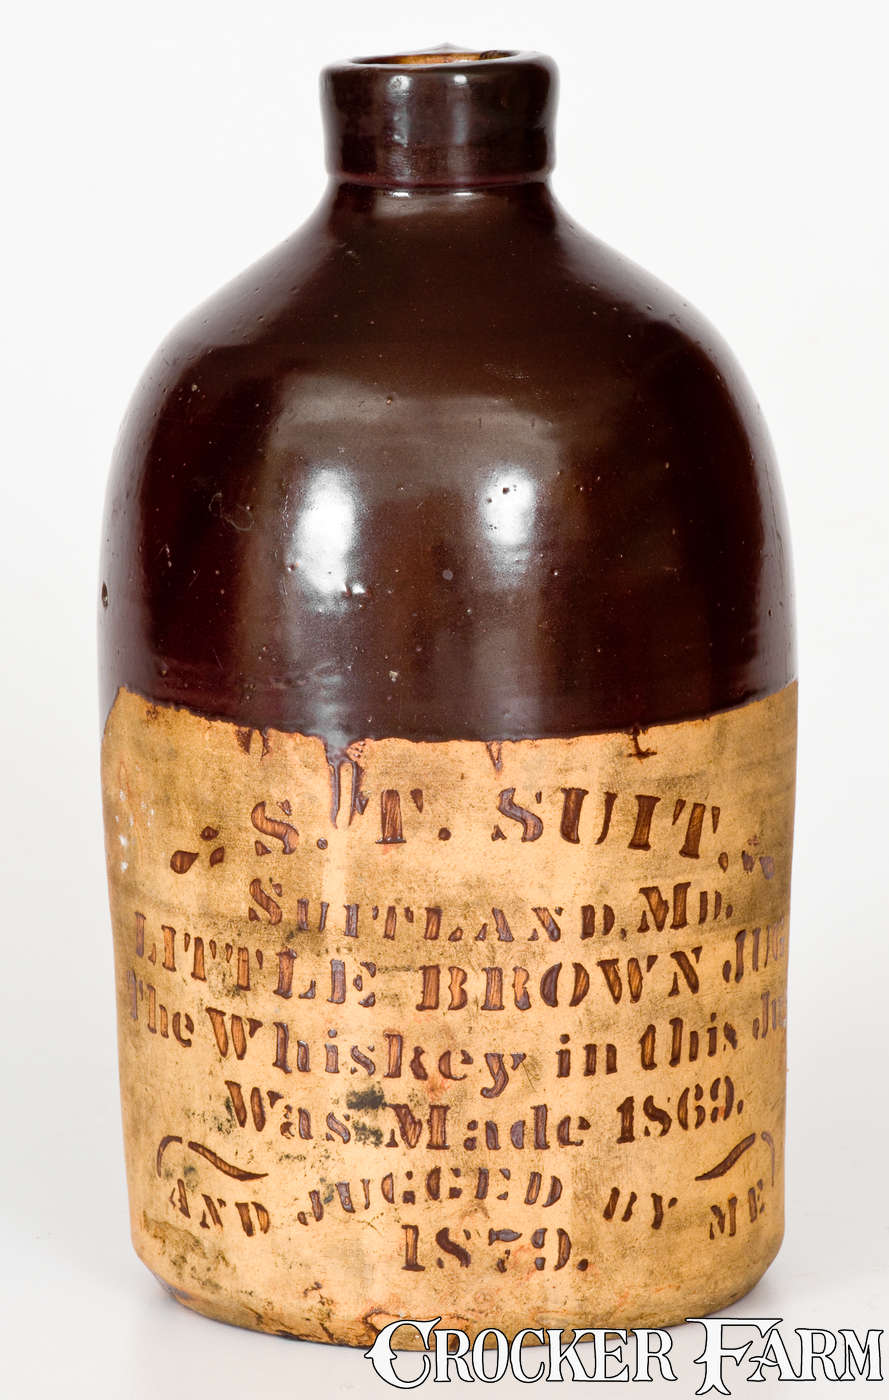 S. T. SUIT,
SUITLAND, MD.
LITTLE BROWN JUG
The Whiskey in this Jug
Was Made 1869.
AND JUGGED BY ME
1879.
CROCKER FARM